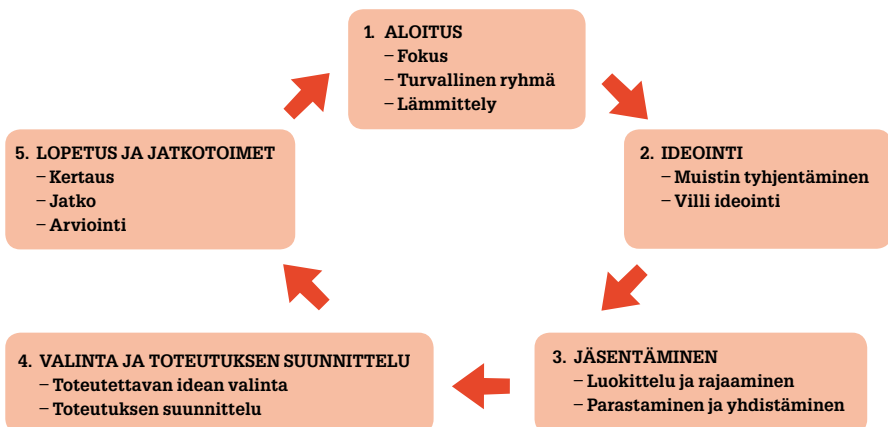 1. ALOITUS
– Fokus
– Turvallinen ryhmä
– Lämmittely
2. IDEOINTI
– Muistin tyhjentäminen
– Villi ideointi
3. JÄSENTÄMINEN
– Luokittelu ja rajaaminen
– Parastaminen ja yhdistäminen
4. VALINTA JA TOTEUTUKSEN SUUNNITTELU
– Toteutettavan idean valinta
– Toteutuksen suunnittelu
5. LOPETUS JA JATKOTOIMET
– Kertaus
– Jatko
– Arviointi